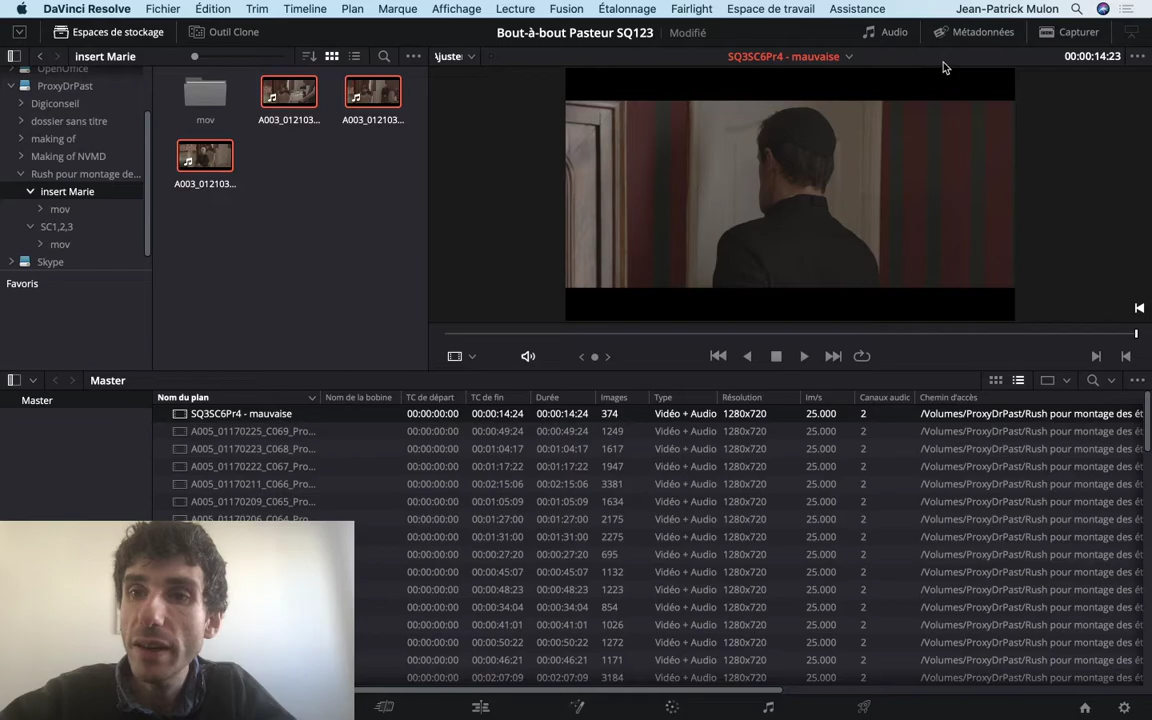 DaVinci Resolve Fichier Édition Trim Timeline Plan Marque Affichage Lecture Fusion Étalonnage Fairlight Espace de travail Assistance Jean-Patrick Mulon
Espaces de stockage Outil Clone Bout-à-bout Pasteur SQ123 Modifié Audio Métadonnées Capturer
insert Marie SQ3SC6Pr4 - mauvaise 00:00:14:23
OpenOffice
ProxyDrPast
Digiconseil
dossier sans titre
making of
Making of NVMD
Rush pour montage de...
insert Marie
mov
SC1,2,3
mov
Skype
Favoris
mov A003_012103... A003_012103...
A003_012103...
Master
Master
Nom du plan Nom de la bobine TC de départ TC de fin Durée Images Type Résolution Im/s Canaux audic Chemin d'accès
SQ3SC6Pr4 - mauvaise 00:00:00:00 00:00:14:24 00:00:14:24 374 Vidéo + Audio 1280x720 25.000 2 /Volumes/ProxyDrPast/Rush pour montage des ét
A005_01170225_C069_Pro... 00:00:00:00 00:00:49:24 00:00:49:24 1249 Vidéo + Audio 1280x720 25.000 2 /Volumes/ProxyDrPast/Rush pour montage des ét
A005_01170223_C068_Pro... 00:00:00:00 00:01:04:17 00:01:04:17 1617 Vidéo + Audio 1280x720 25.000 2 /Volumes/ProxyDrPast/Rush pour montage des ét
A005_01170222_C067_Pro... 00:00:00:00 00:01:17:22 00:01:17:22 1947 Vidéo + Audio 1280x720 25.000 2 /Volumes/ProxyDrPast/Rush pour montage des ét
A005_01170211_C066_Pro... 00:00:00:00 00:02:15:06 00:02:15:06 3381 Vidéo + Audio 1280x720 25.000 2 /Volumes/ProxyDrPast/Rush pour montage des ét
A005_01170209_C065_Pro... 00:00:00:00 00:01:05:09 00:01:05:09 1634 Vidéo + Audio 1280x720 25.000 2 /Volumes/ProxyDrPast/Rush pour montage des ét
A005_01170206_C064_Pro... 00:00:00:00 00:01:27:00 00:01:27:00 2175 Vidéo + Audio 1280x720 25.000 2 /Volumes/ProxyDrPast/Rush pour montage des ét
00:00:00:00 00:01:31:00 00:01:31:00 2275 Vidéo + Audio 1280x720 25.000 2 /Volumes/ProxyDrPast/Rush pour montage des ét
00:00:00:00 00:00:27:20 00:00:27:20 695 Vidéo + Audio 1280x720 25.000 2 /Volumes/ProxyDrPast/Rush pour montage des ét
00:00:00:00 00:00:45:07 00:00:45:07 1132 Vidéo + Audio 1280x720 25.000 2 /Volumes/ProxyDrPast/Rush pour montage des ét
00:00:00:00 00:00:48:23 00:00:48:23 1223 Vidéo + Audio 1280x720 25.000 2 /Volumes/ProxyDrPast/Rush pour montage des ét
00:00:00:00 00:00:34:04 00:00:34:04 854 Vidéo + Audio 1280x720 25.000 2 /Volumes/ProxyDrPast/Rush pour montage des ét
00:00:00:00 00:00:41:01 00:00:41:01 1026 Vidéo + Audio 1280x720 25.000 2 /Volumes/ProxyDrPast/Rush pour montage des ét
00:00:00:00 00:00:50:22 00:00:50:22 1272 Vidéo + Audio 1280x720 25.000 2 /Volumes/ProxyDrPast/Rush pour montage des ét
00:00:00:00 00:00:46:21 00:00:46:21 1171 Vidéo + Audio 1280x720 25.000 2 /Volumes/ProxyDrPast/Rush pour montage des ét
00:00:00:00 00:02:07:09 00:02:07:09 3184 Vidéo + Audio 1280x720 25.000 2 /Volumes/ProxyDrPast/Rush pour montage des ét